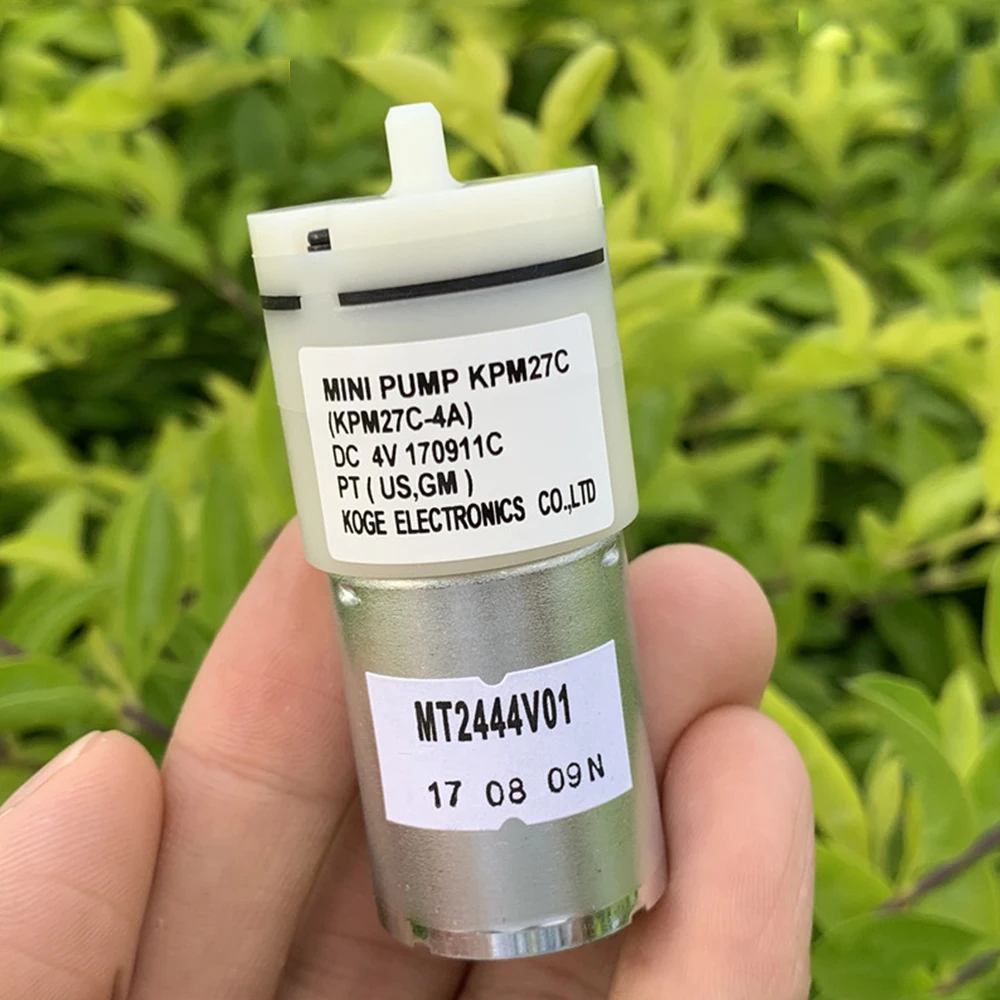 MINI PUMP KPM27C
(KPM27C-4A)
DC 4V 170911C
PT ( US,GM )
KOGE ELECTRONICS CO.,LTD
MT2444V01
17 08 09N